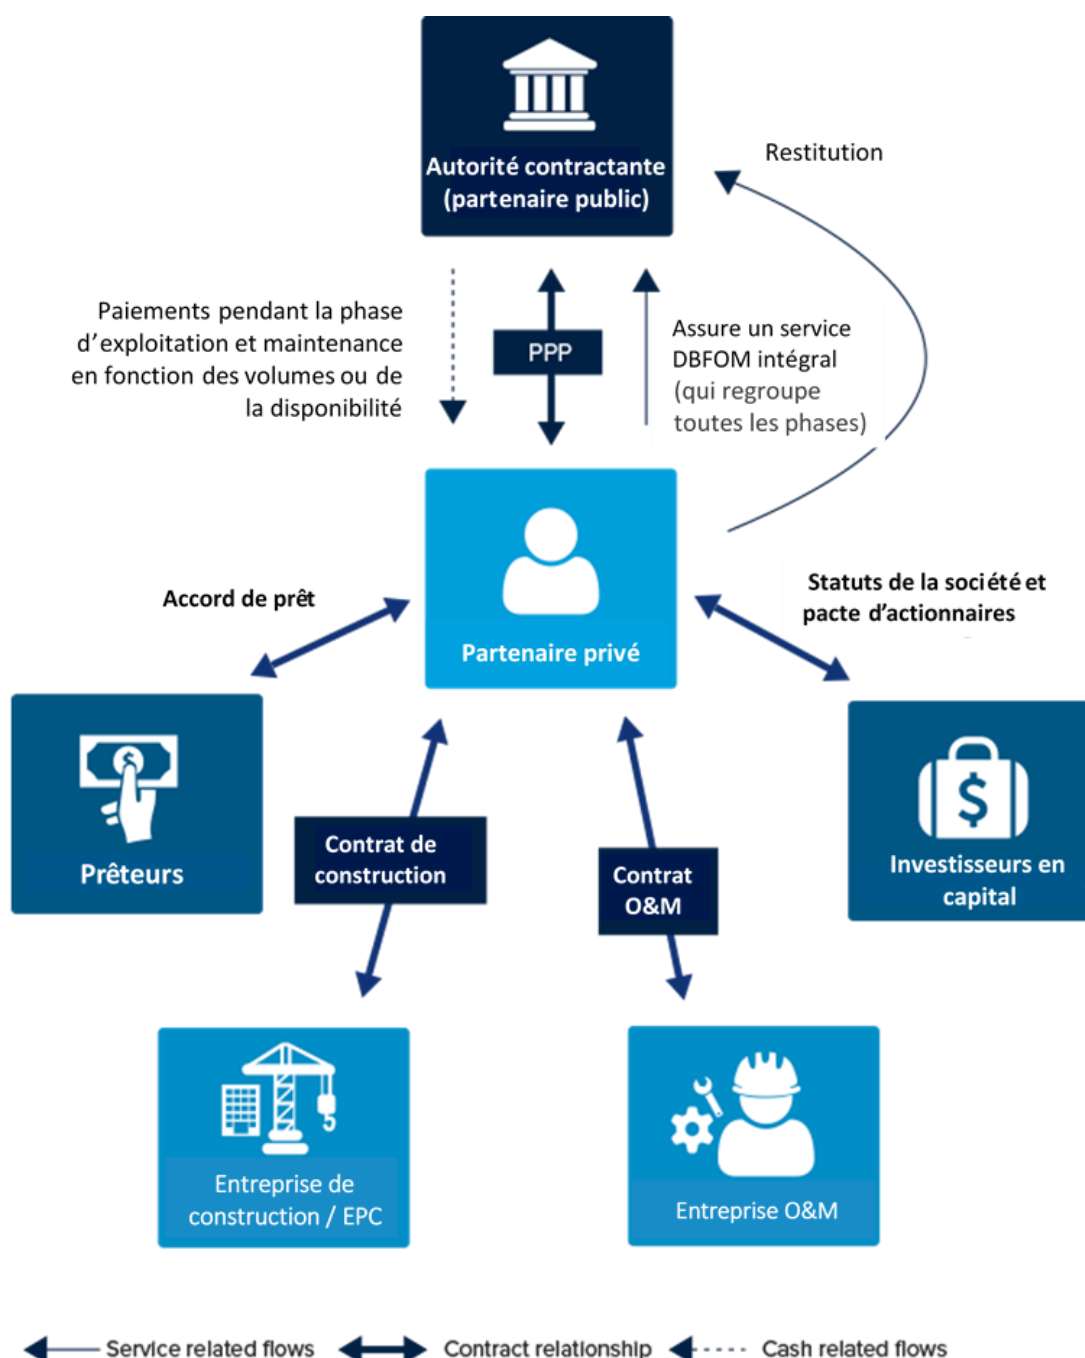 Autorité contractante
(partenaire public)
Restitution
Paiements pendant la phase
d’exploitation et maintenance
en fonction des volumes ou de
la disponibilité
PPP
Assure un service
DBFOM intégral
(qui regroupe
toutes les phases)
Partenaire privé
Accord de prêt
Statuts de la société et
pacte d’actionnaires
Prêteurs
Contrat de
construction
Contrat
O&M
Investisseurs en
capital
Entreprise de
construction / EPC
Entreprise O&M
Service related flows
Contract relationship
Cash related flows